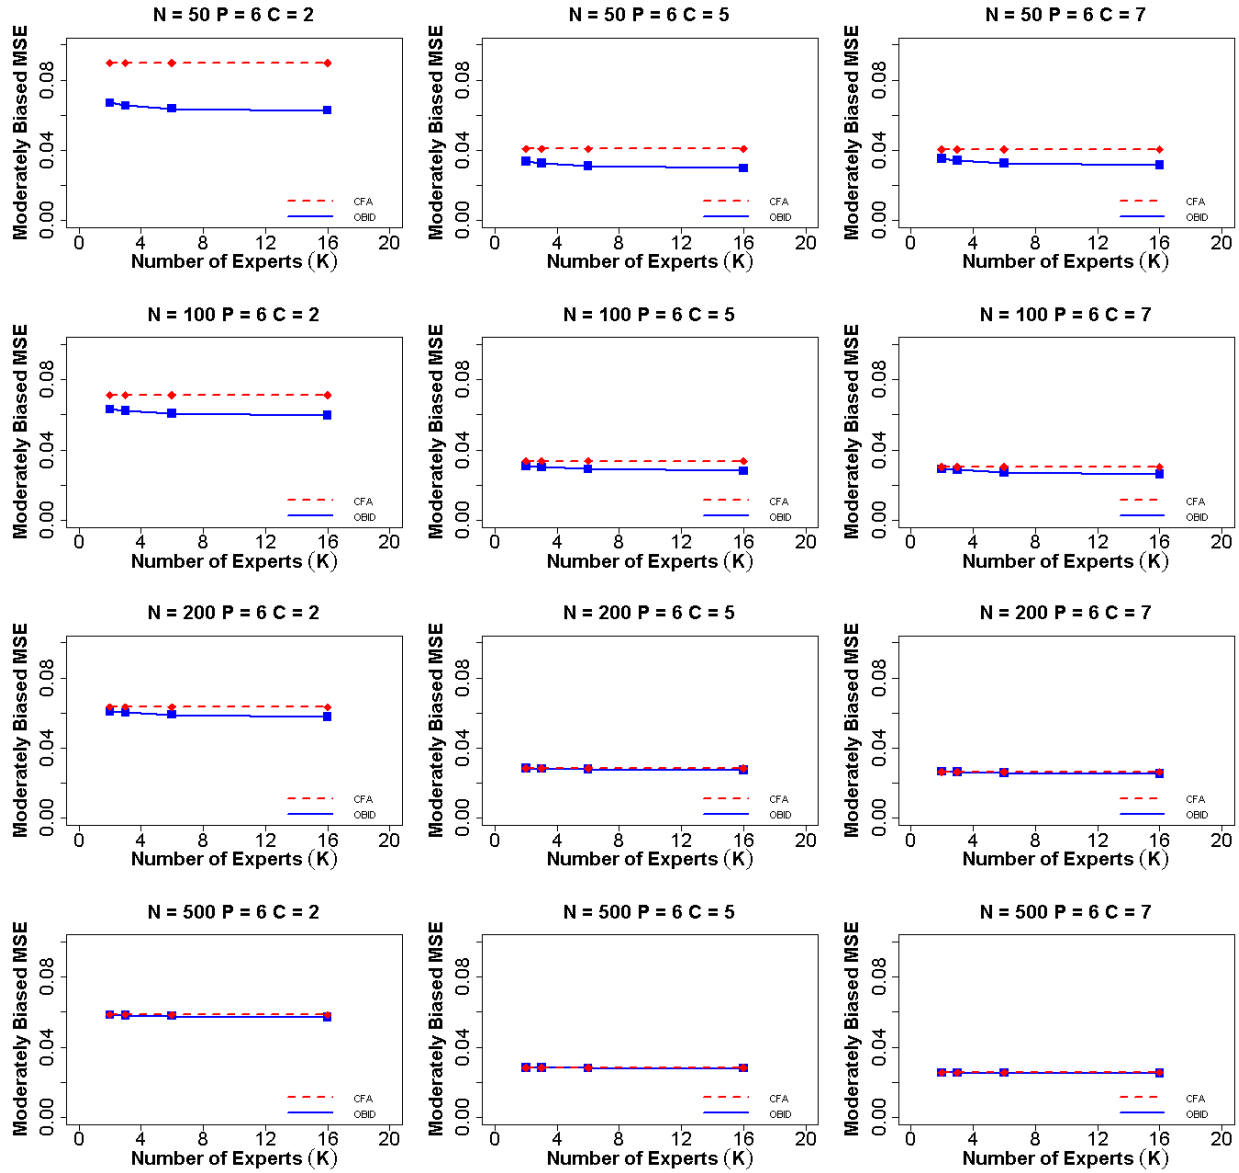 N = 50 P = 6 C = 2
Moderately Biased MSE
0.00 0.04 0.08
CFA
OBID
0 4 8 12 16 20
Number of Experts (K)
N = 50 P = 6 C = 5
Moderately Biased MSE
0.00 0.04 0.08
CFA
OBID
0 4 8 12 16 20
Number of Experts (K)
N = 50 P = 6 C = 7
Moderately Biased MSE
0.00 0.04 0.08
CFA
OBID
0 4 8 12 16 20
Number of Experts (K)
N = 100 P = 6 C = 2
Moderately Biased MSE
0.00 0.04 0.08
CFA
OBID
0 4 8 12 16 20
Number of Experts (K)
N = 100 P = 6 C = 5
Moderately Biased MSE
0.00 0.04 0.08
CFA
OBID
0 4 8 12 16 20
Number of Experts (K)
N = 100 P = 6 C = 7
Moderately Biased MSE
0.00 0.04 0.08
CFA
OBID
0 4 8 12 16 20
Number of Experts (K)
N = 200 P = 6 C = 2
Moderately Biased MSE
0.00 0.04 0.08
CFA
OBID
0 4 8 12 16 20
Number of Experts (K)
N = 200 P = 6 C = 5
Moderately Biased MSE
0.00 0.04 0.08
CFA
OBID
0 4 8 12 16 20
Number of Experts (K)
N = 200 P = 6 C = 7
Moderately Biased MSE
0.00 0.04 0.08
CFA
OBID
0 4 8 12 16 20
Number of Experts (K)
N = 500 P = 6 C = 2
Moderately Biased MSE
0.00 0.04 0.08
CFA
OBID
0 4 8 12 16 20
Number of Experts (K)
N = 500 P = 6 C = 5
Moderately Biased MSE
0.00 0.04 0.08
CFA
OBID
0 4 8 12 16 20
Number of Experts (K)
N = 500 P = 6 C = 7
Moderately Biased MSE
0.00 0.04 0.08
CFA
OBID
0 4 8 12 16 20
Number of Experts (K)